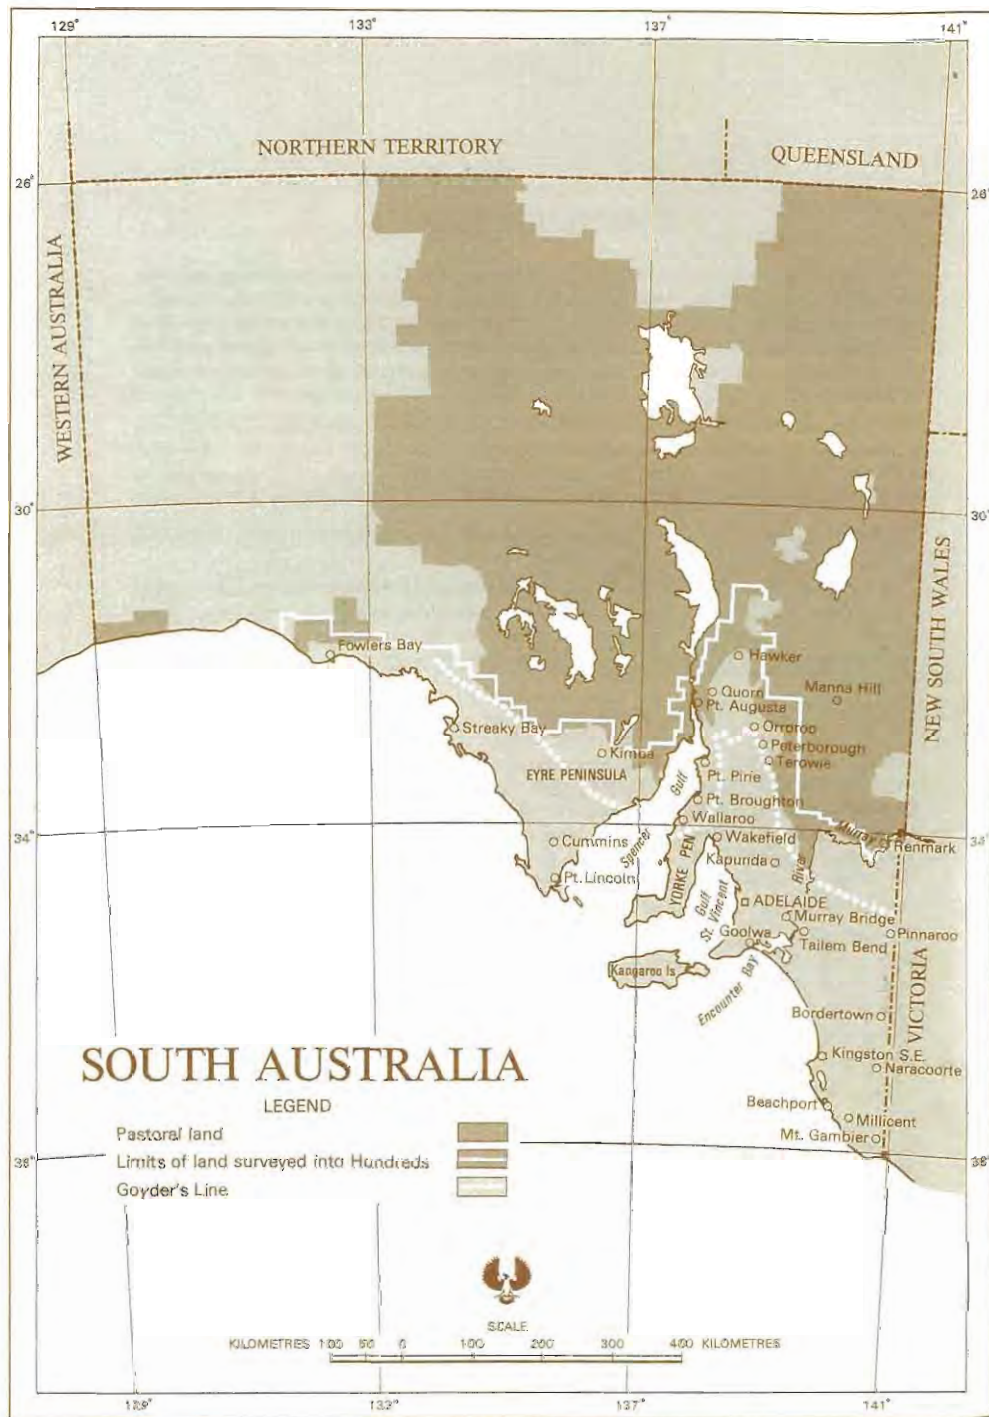 129°
133°
137°
141°
NORTHERN TERRITORY
QUEENSLAND
26°
26°
WESTERN AUSTRALIA
30°
30°
NEW SOUTH WALES
Fowlers Bay
Hawker
Manna Hill
Quorn
Pt. Augusta
Streaky Bay
Orroroo
Peterborough
Kimba
Terowie
EYRE PENINSULA
Pt. Pirie
Spencer Gulf
Pt. Broughton
Wallaroo
34°
34°
Murray River
Renmark
Cummins
Wakefield
YORKE PEN
Kapunda
Pt. Lincoln
Gulf St. Vincent
ADELAIDE
Murray Bridge
Goolwa
Pinnaroo
Tailem Bend
Kangaroo Is
Encounter Bay
VICTORIA
Bordertown
SOUTH AUSTRALIA
Kingston S.E.
Naracoorte
LEGEND
Beachport
Millicent
Pastoral land
Mt. Gambier
Limits of land surveyed into Hundreds
38°
38°
Goyder's Line
SCALE
KILOMETRES 100 50 0 100 200 300 400 KILOMETRES
129°
133°
137°
141°